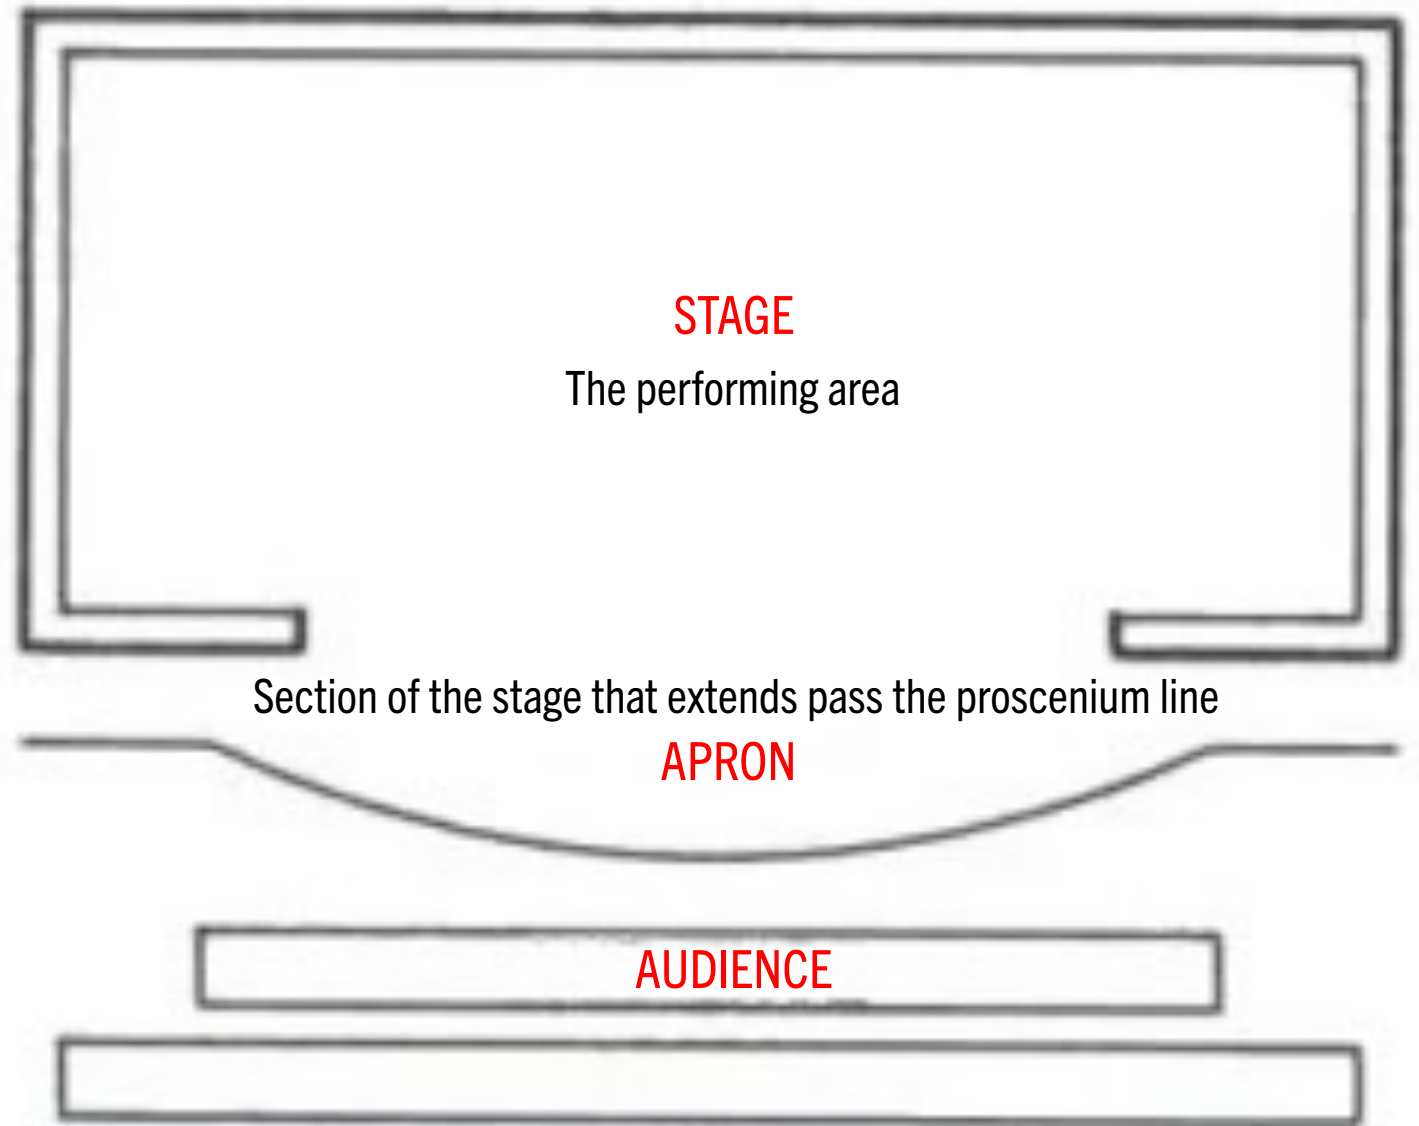 STAGE
The performing area
Section of the stage that extends pass the proscenium line
APRON
AUDIENCE